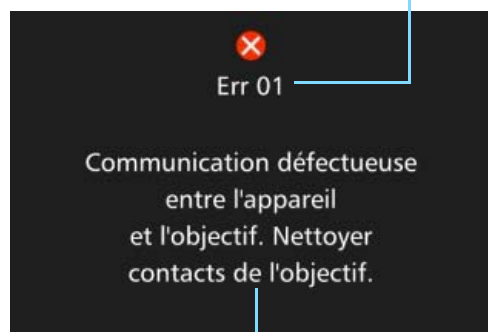 Err 01
Communication défectueuse
entre l'appareil
et l'objectif. Nettoyer
contacts de l'objectif.